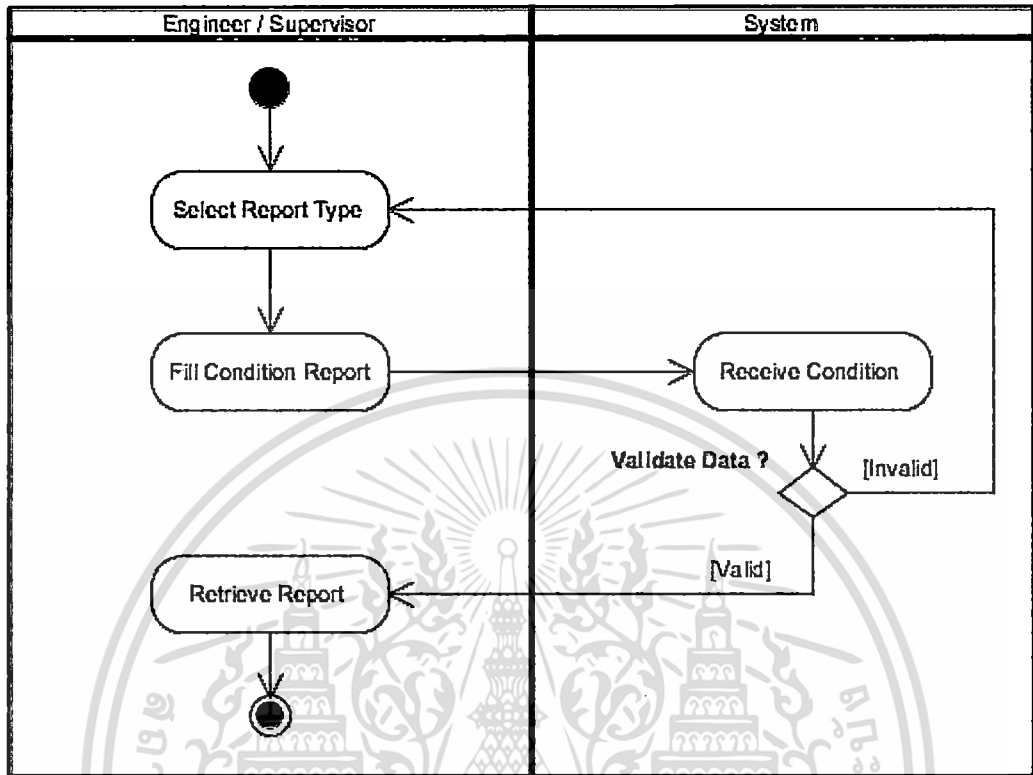 Engineer / Supervisor
System
Select Report Type
Fill Condition Report
Receive Condition
Validate Data ?
[Invalid]
[Valid]
Retrieve Report